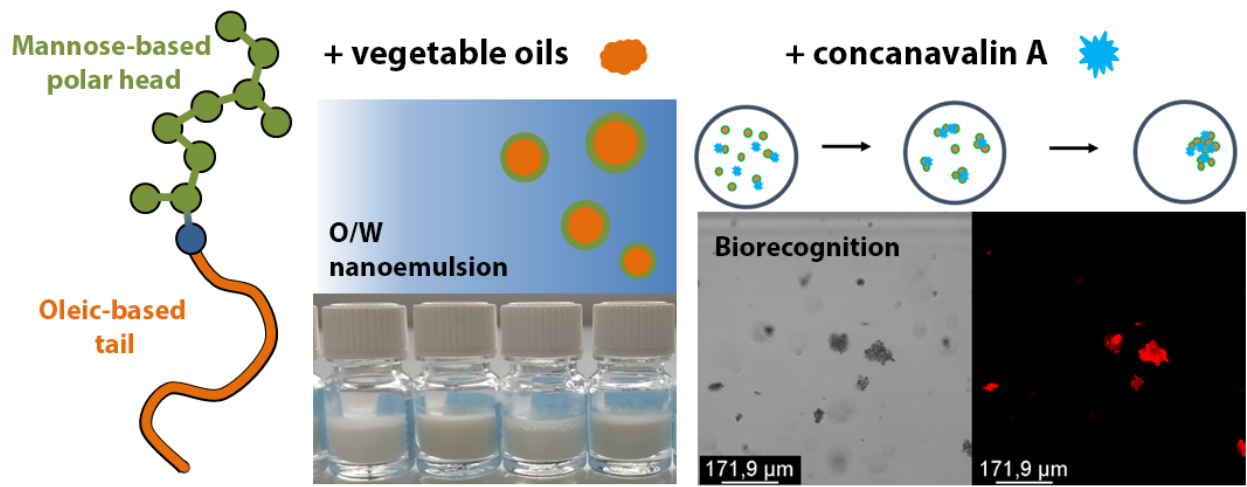 Mannose-based
polar head
Oleic-based
tail
+ vegetable oils
O/W
nanoemulsion
+ concanavalin A
Biorecognition
171,9 µm
171,9 µm